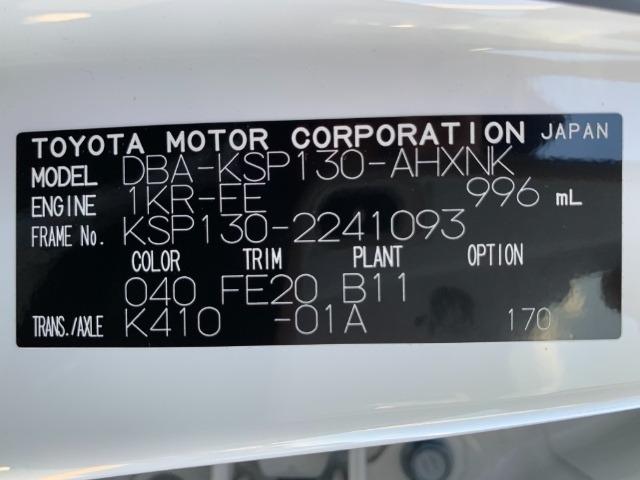 TOYOTA MOTOR CORPORATION JAPAN
MODEL DBA-KSP130-AHXNK
ENGINE 1KR-FE 996 mL
FRAME No. KSP130-2241093
COLOR TRIM PLANT OPTION
040 FE20 B11
TRANS./AXLE K410 -01A 170